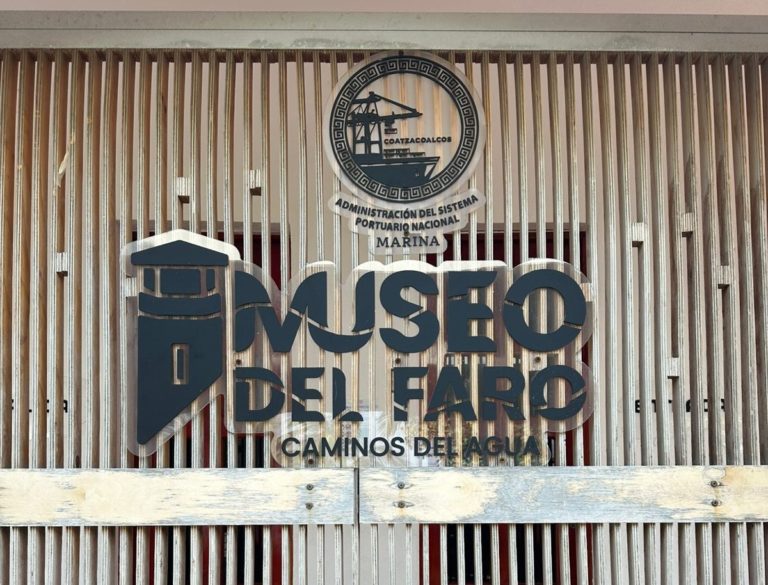 COATZACOALCOS
ADMINISTRACIÓN DEL SISTEMA
PORTUARIO NACIONAL
MARINA
MUSEO
DEL FARO
CAMINOS DEL AGUA